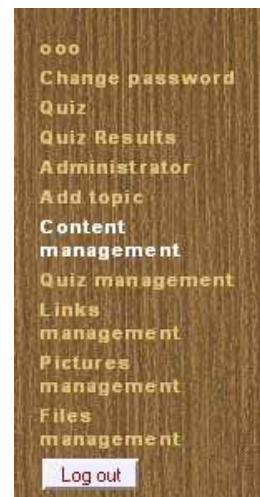 ooo
Change password
Quiz
Quiz Results
Administrator
Add topic
Content
management
Quiz management
Links
management
Pictures
management
Files
management
Log out